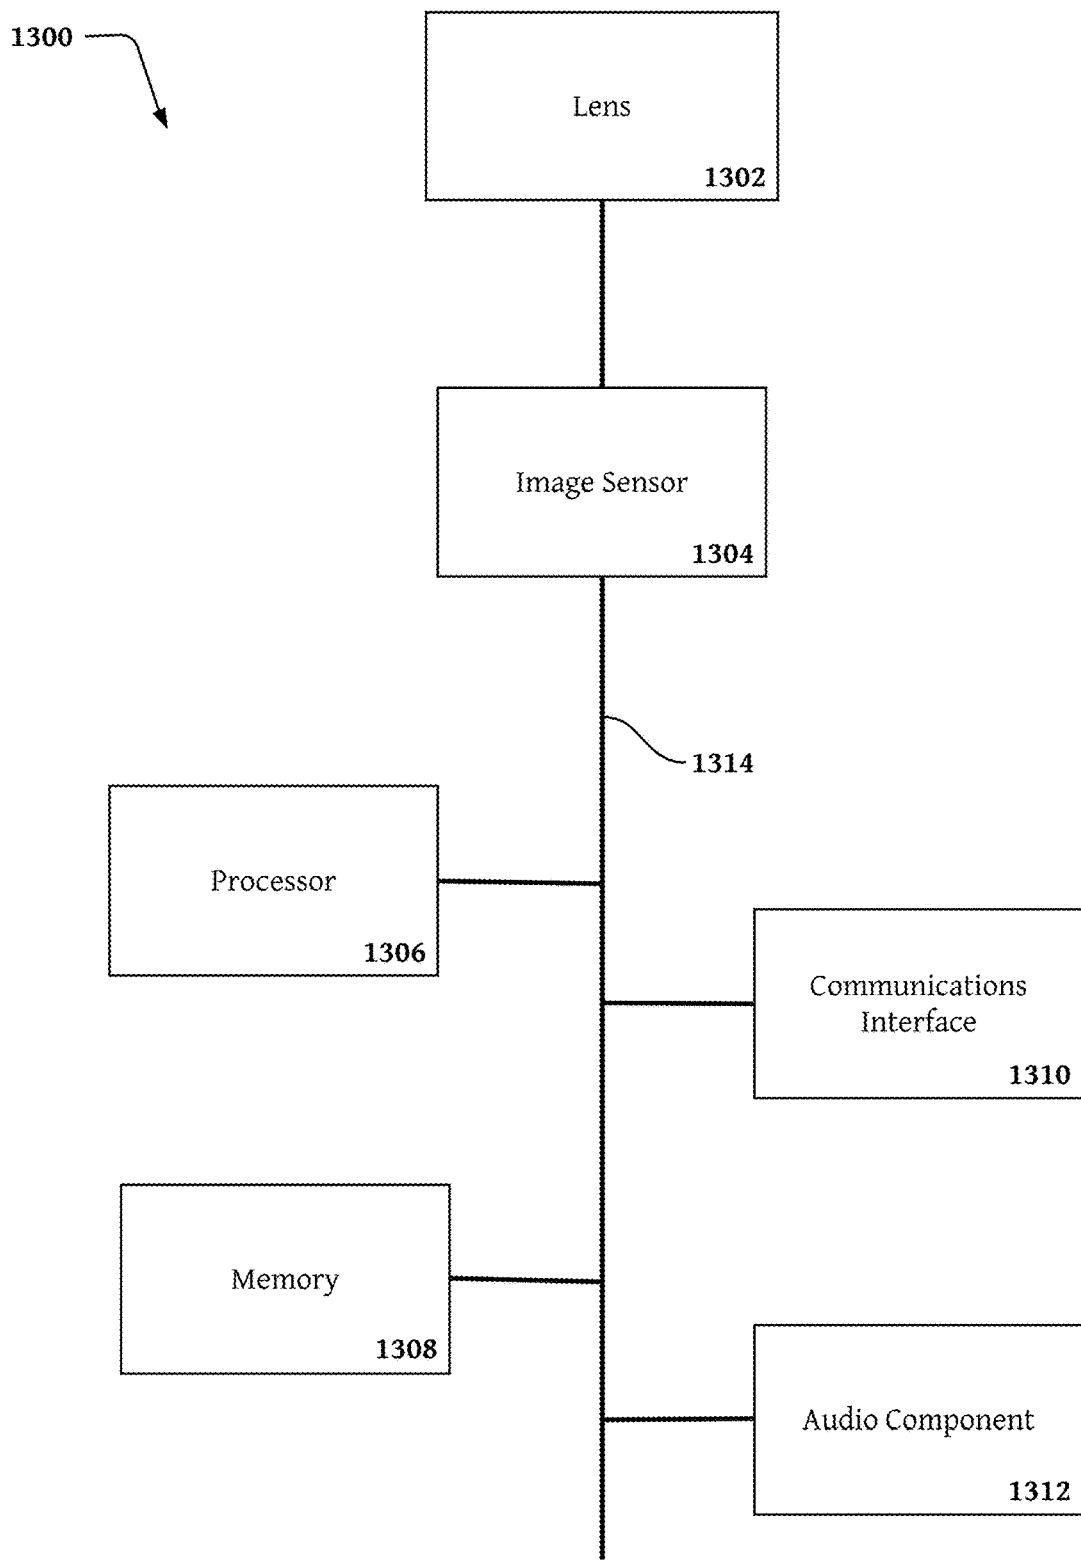 1300
Lens
1302
Image Sensor
1304
1314
Processor
1306
Communications
Interface
1310
Memory
1308
Audio Component
1312